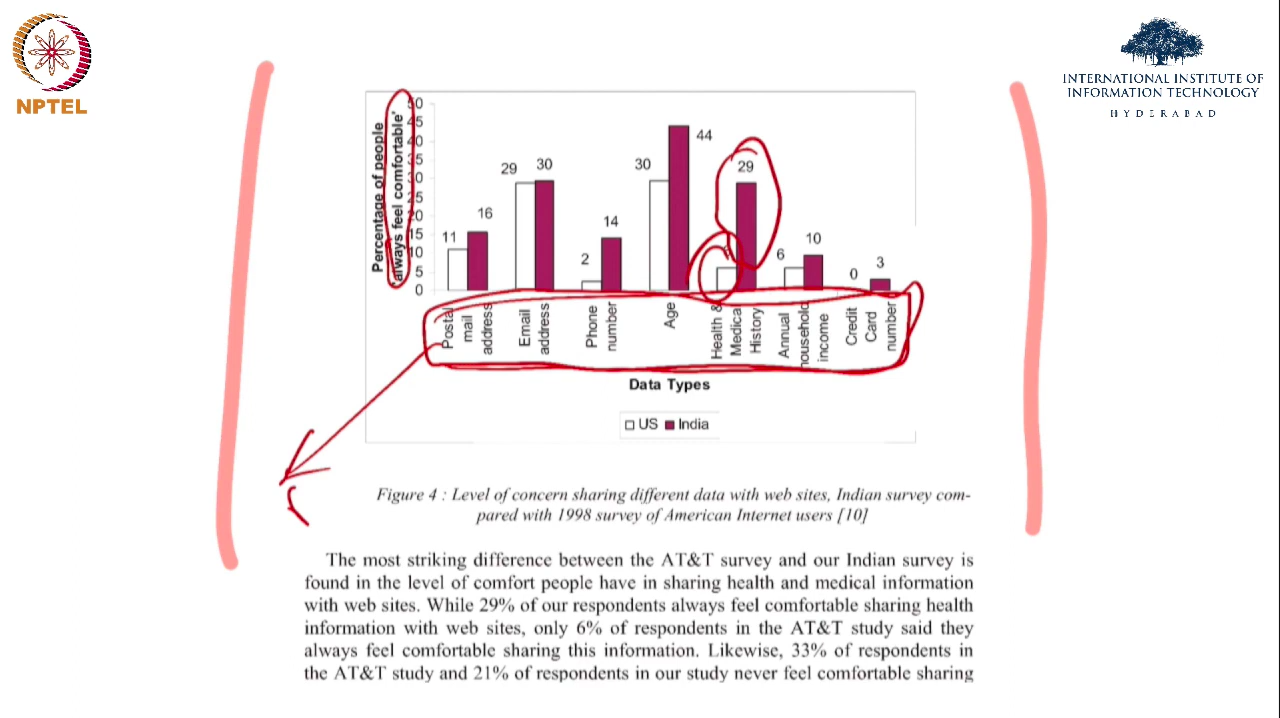 NPTEL
INTERNATIONAL INSTITUTE OF
INFORMATION TECHNOLOGY
HYDERABAD
Percentage of people
'always feel comfortable'
50
45
40
35
30
25
20
15
10
5
0
11
16
29
30
2
14
30
44
29
6
10
0
3
Postal
mail
address
Email
address
Phone
number
Age
Health &
Medical
History
Annual
household
income
Credit
Card
number
Data Types
US India
Figure 4 : Level of concern sharing different data with web sites, Indian survey com-
pared with 1998 survey of American Internet users [10]
The most striking difference between the AT&T survey and our Indian survey is
found in the level of comfort people have in sharing health and medical information
with web sites. While 29% of our respondents always feel comfortable sharing health
information with web sites, only 6% of respondents in the AT&T study said they
always feel comfortable sharing this information. Likewise, 33% of respondents in
the AT&T study and 21% of respondents in our study never feel comfortable sharing